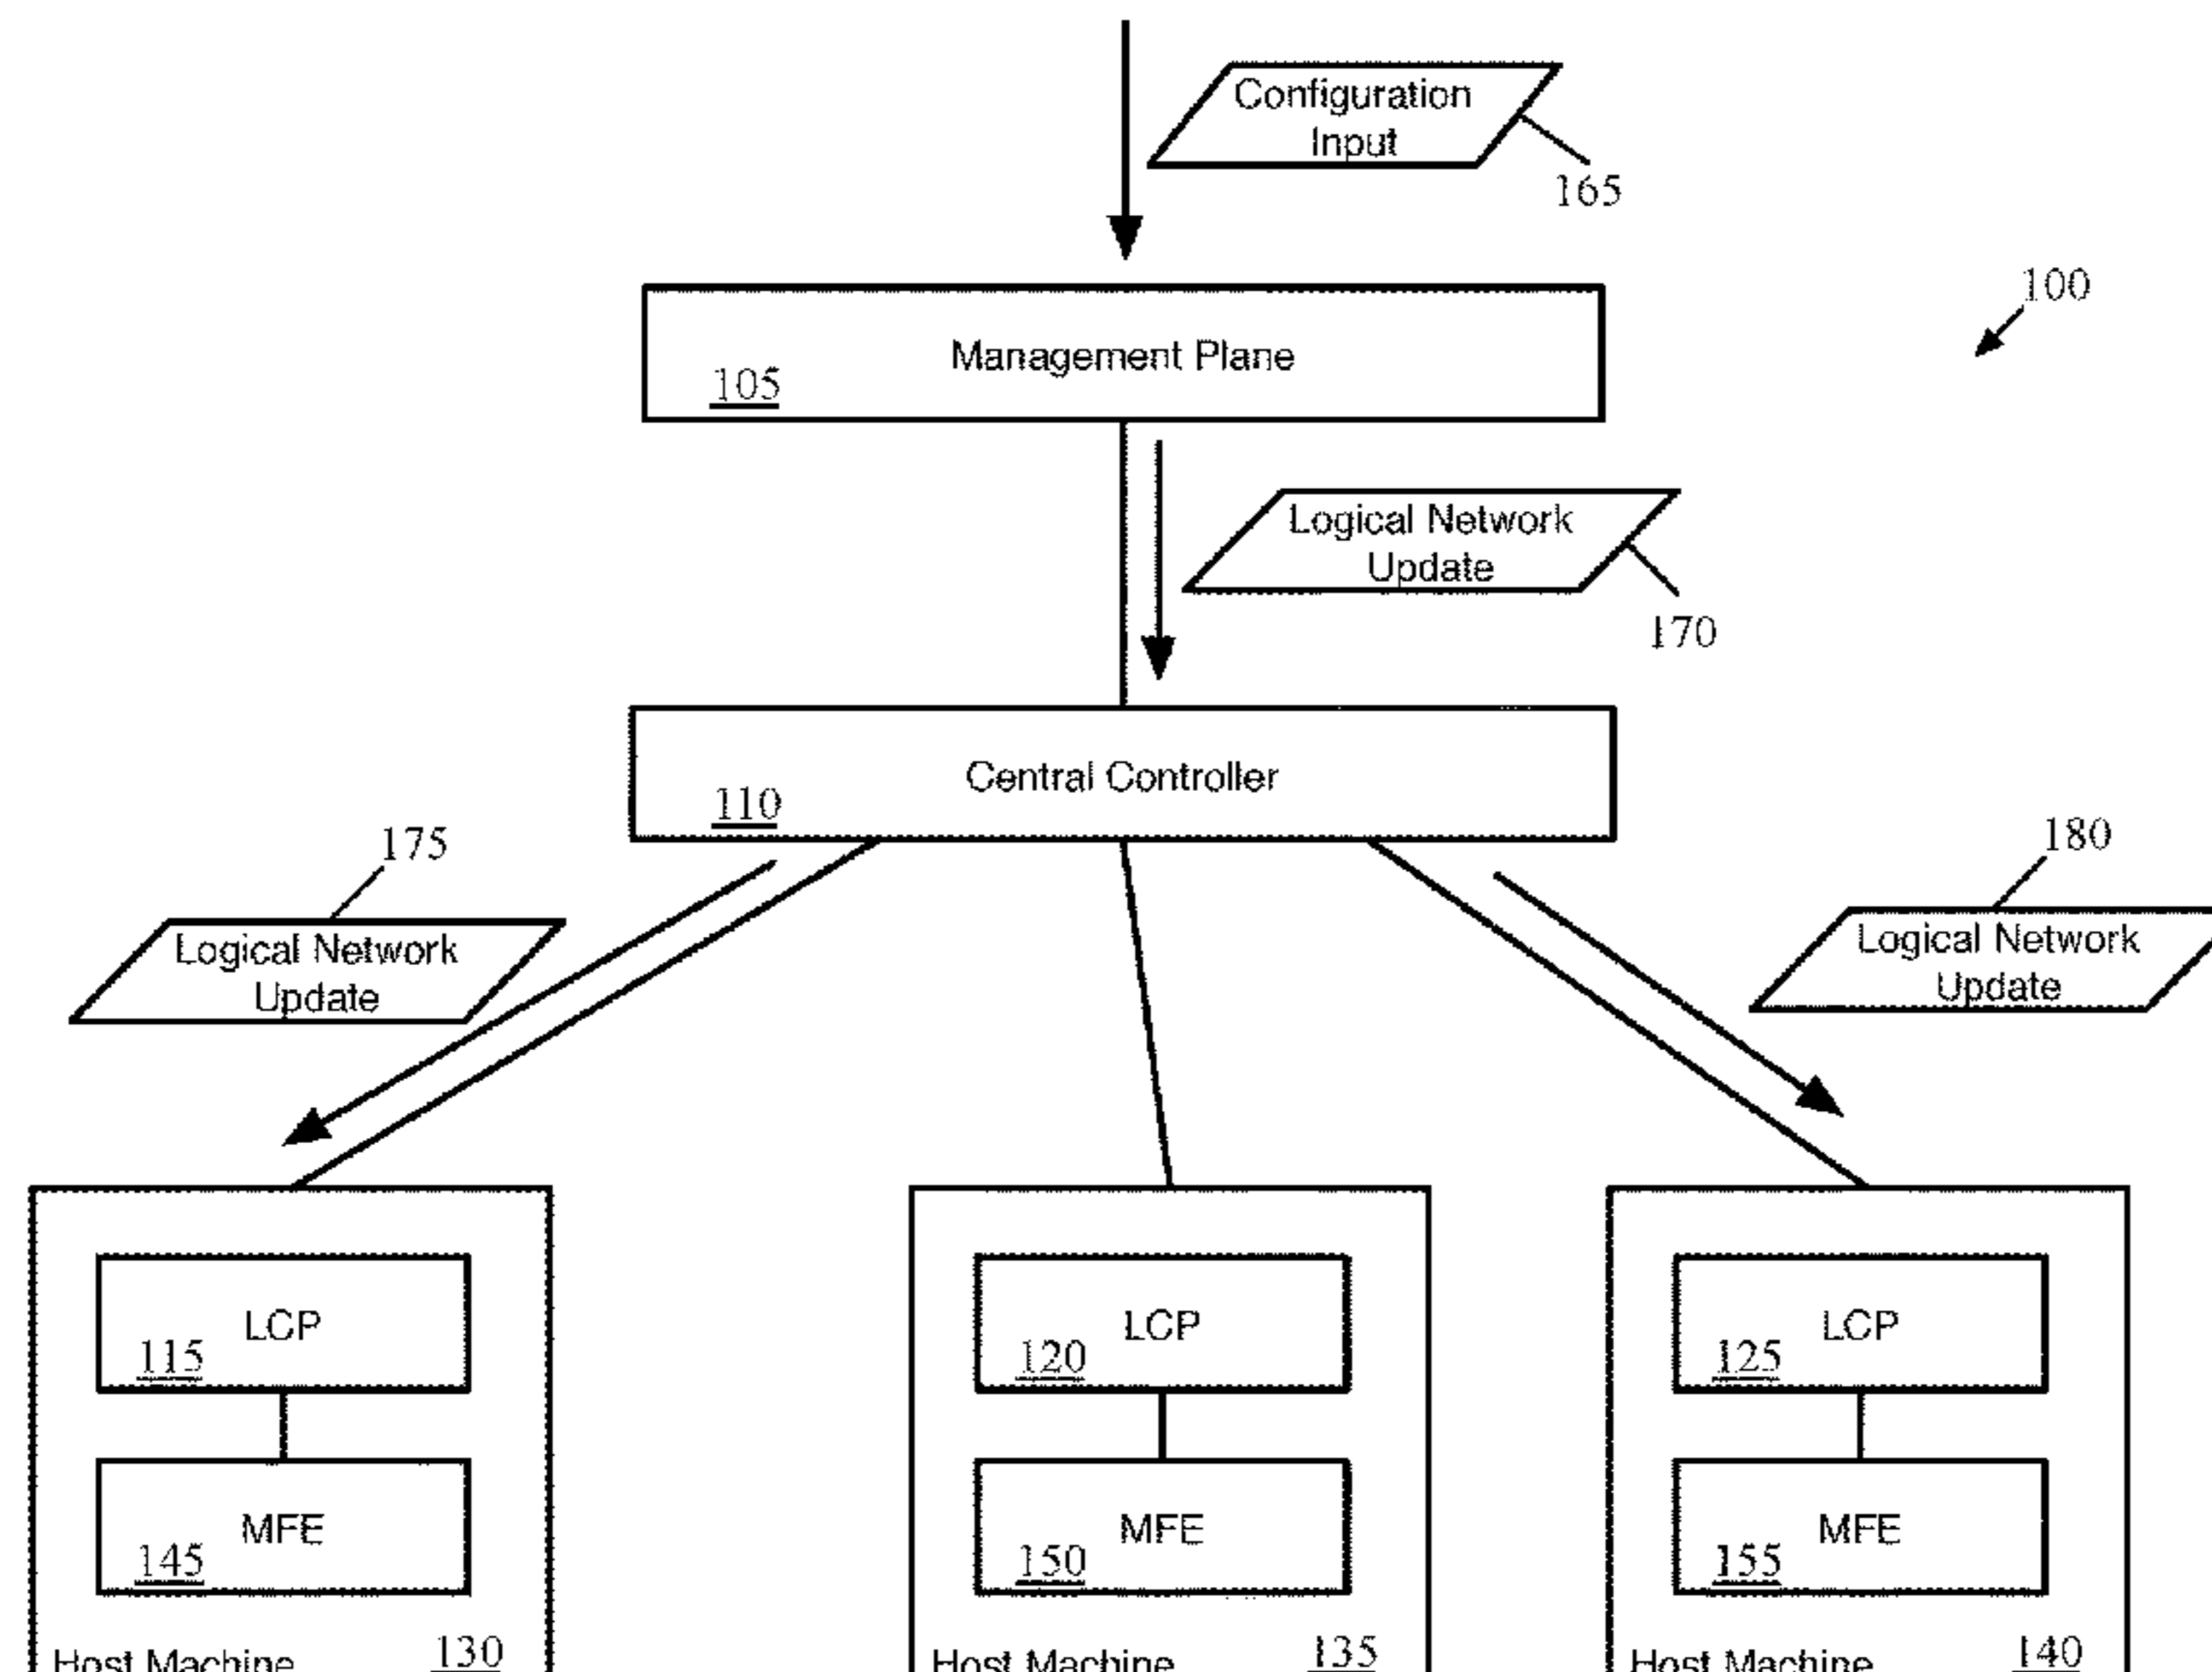 Configuration
Input
165
100
Management Plane
105
Logical Network
Update
170
Central Controller
110
175
180
Logical Network
Update
Logical Network
Update
LCP
115
LCP
120
LCP
125
MFE
145
MFE
150
MFE
155
Host Machine 130
Host Machine 135
Host Machine 140